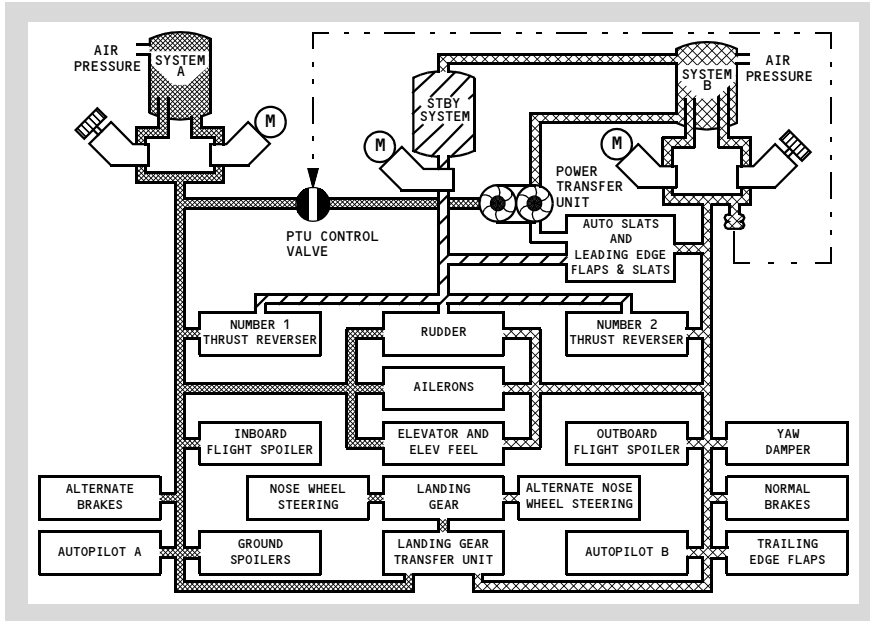 AIR
PRESSURE
SYSTEM
A
M
STBY
SYSTEM
M
SYSTEM
B
AIR
PRESSURE
M
POWER
TRANSFER
UNIT
PTU CONTROL
VALVE
AUTO SLATS
AND
LEADING EDGE
FLAPS & SLATS
NUMBER 1
THRUST REVERSER
RUDDER
NUMBER 2
THRUST REVERSER
AILERONS
INBOARD
FLIGHT SPOILER
ELEVATOR AND
ELEV FEEL
OUTBOARD
FLIGHT SPOILER
YAW
DAMPER
ALTERNATE
BRAKES
NOSE WHEEL
STEERING
LANDING
GEAR
ALTERNATE NOSE
WHEEL STEERING
NORMAL
BRAKES
AUTOPILOT A
GROUND
SPOILERS
LANDING GEAR
TRANSFER UNIT
AUTOPILOT B
TRAILING
EDGE FLAPS